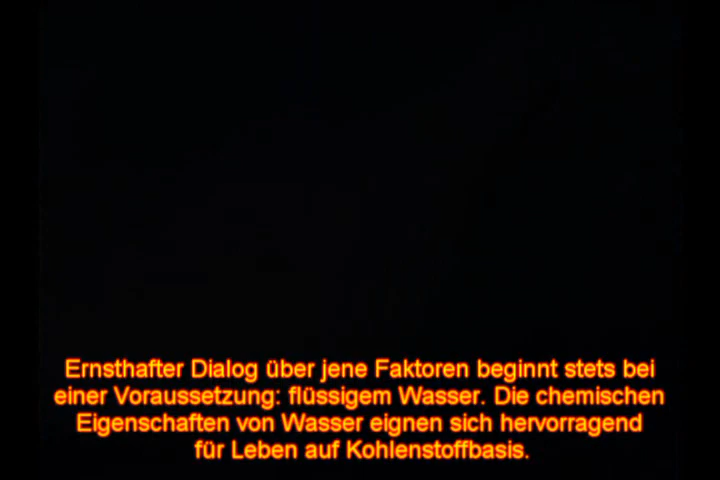 Ernsthafter Dialog über jene Faktoren beginnt stets bei
einer Voraussetzung: flüssigem Wasser. Die chemischen
Eigenschaften von Wasser eignen sich hervorragend
für Leben auf Kohlenstoffbasis.